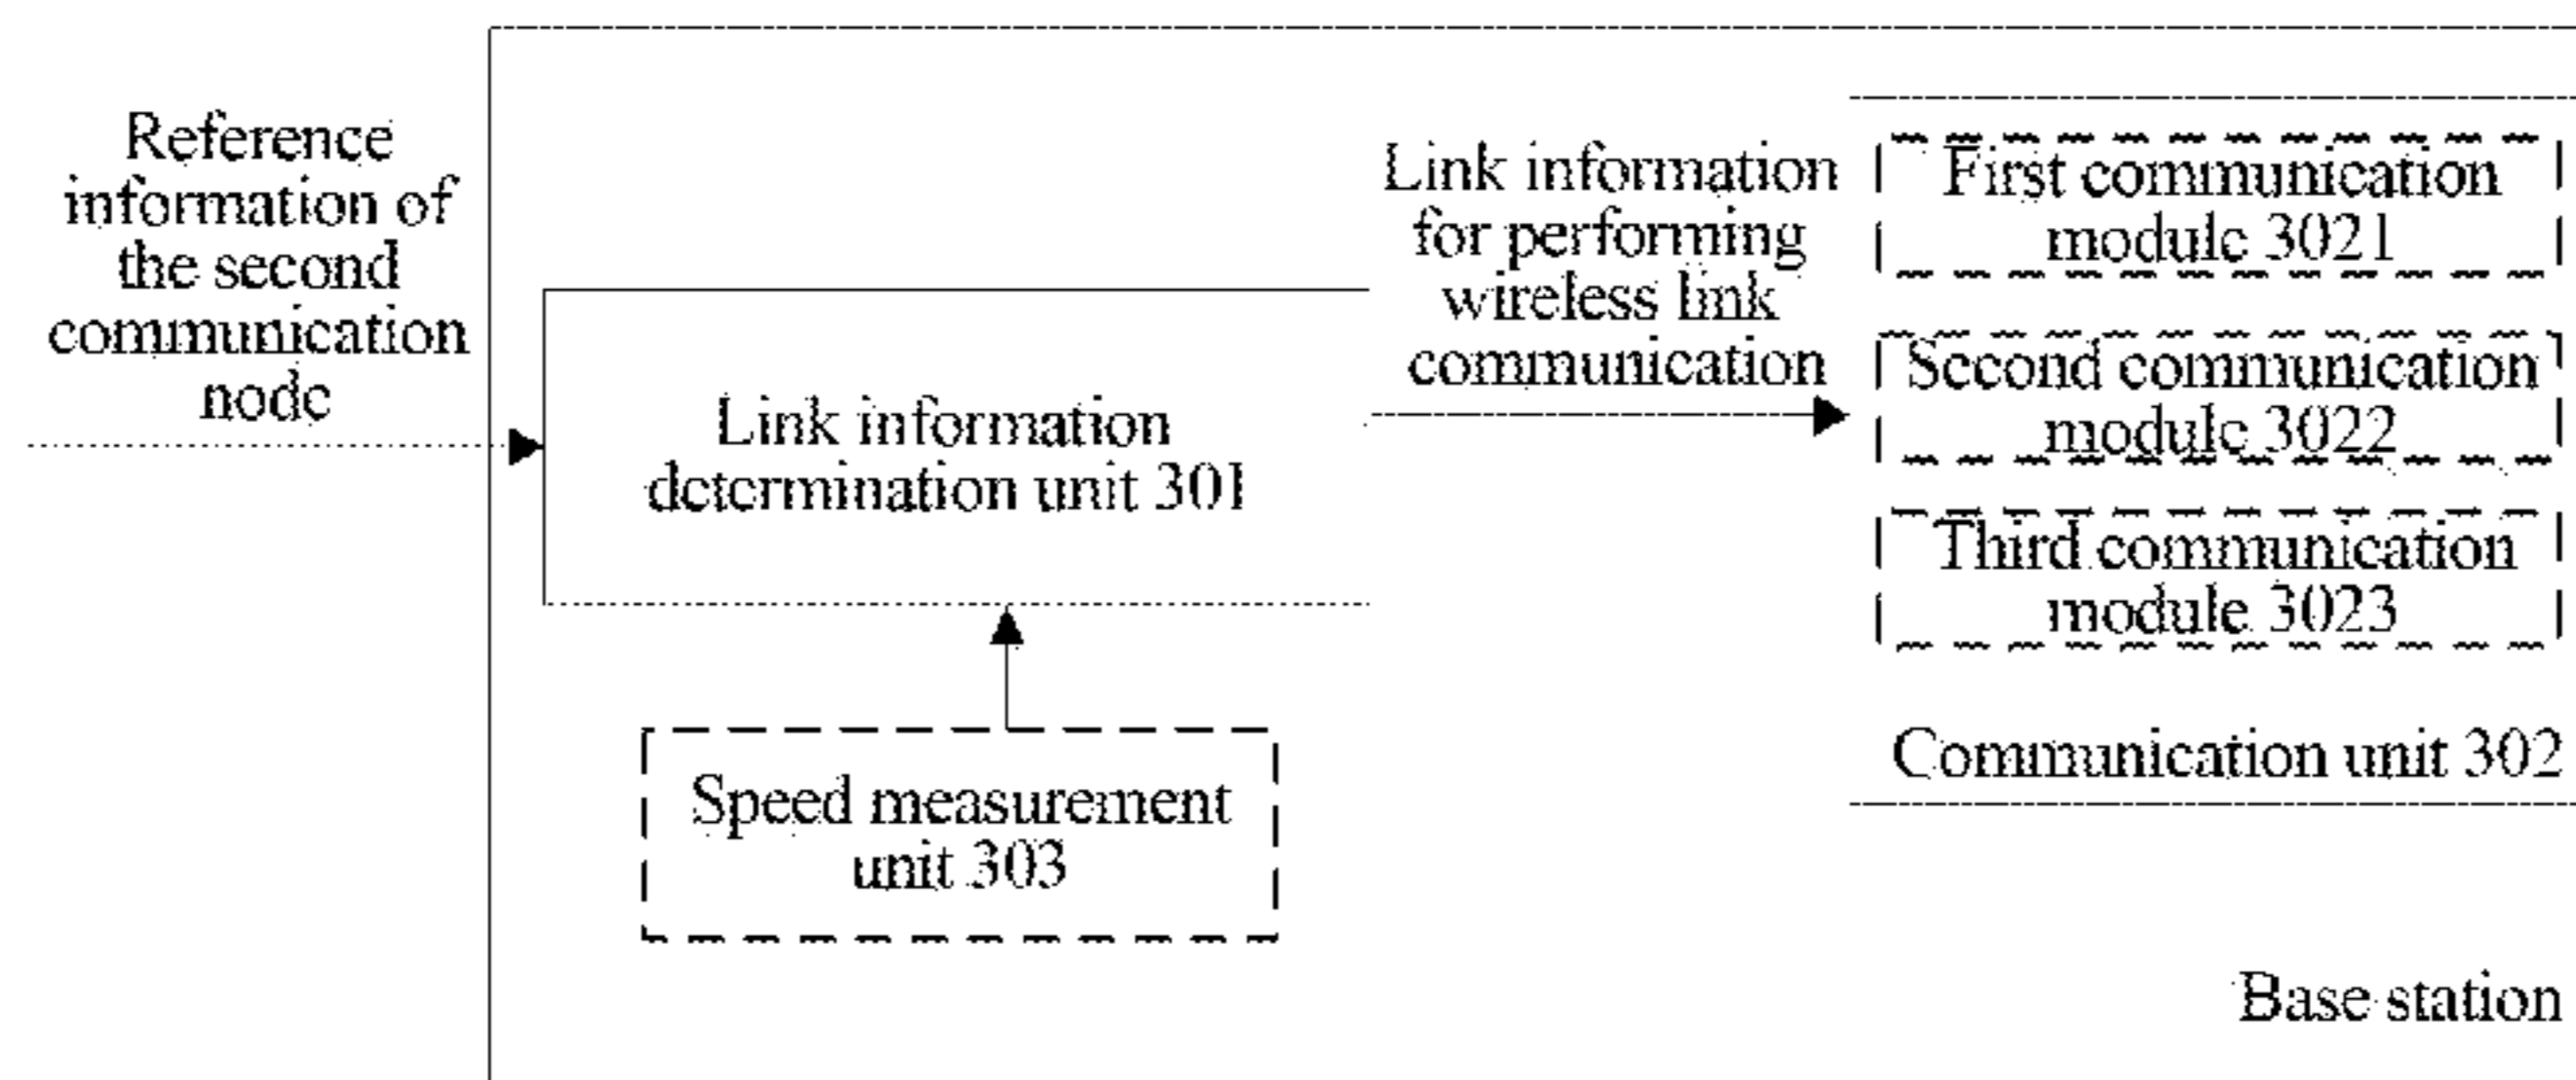 Reference
information of
the second
communication
node
Link information
determination unit 301
Speed measurement
unit 303
Link information
for performing
wireless link
communication
First communication
module 3021
Second communication
module 3022
Third communication
module 3023
Communication unit 302
Base station